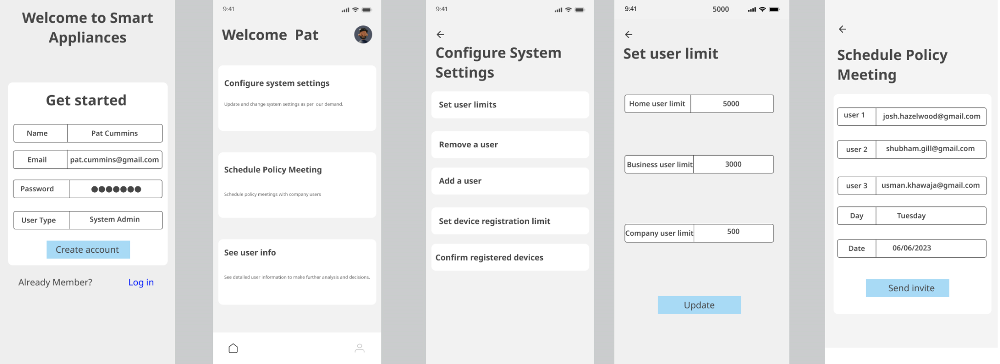 Welcome to Smart
Appliances
Get started
Name Pat Cummins
Email pat.cummins@gmail.com
Password ●●●●●●●
User Type System Admin
Create account
Already Member? Log in
9:41
Welcome Pat
Configure system settings
Update and change system settings as per our demand.
Schedule Policy Meeting
Schedule policy meetings with company users
See user info
See detailed user information to make further analysis and decisions.
9:41
Configure System
Settings
Set user limits
Remove a user
Add a user
Set device registration limit
Confirm registered devices
9:41 5000
Set user limit
Home user limit 5000
Business user limit 3000
Company user limit 500
Update
Schedule Policy
Meeting
user 1 josh.hazelwood@gmail.com
user 2 shubham.gill@gmail.com
user 3 usman.khawaja@gmail.com
Day Tuesday
Date 06/06/2023
Send invite